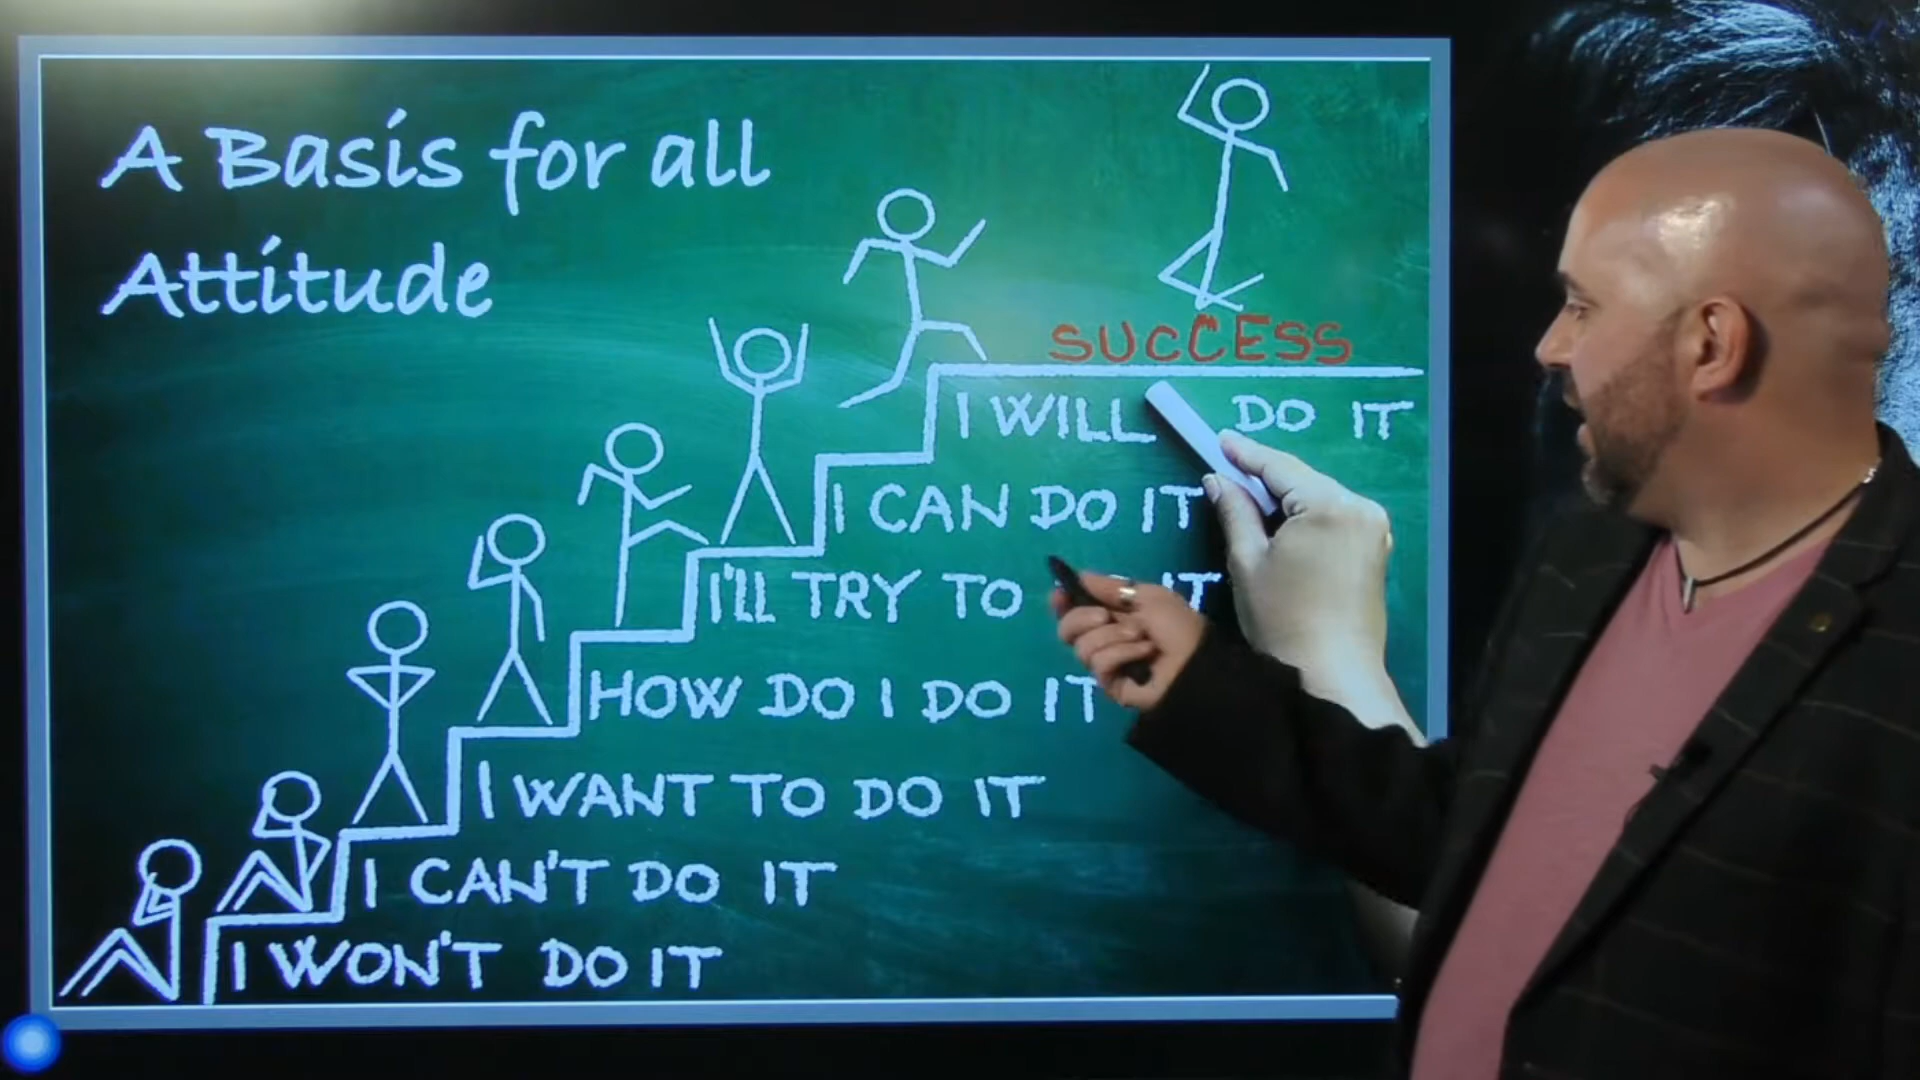 A Basis for all
Attitude
SUCCESS
I WILL DO IT
I CAN DO IT
I'LL TRY TO IT
HOW DO I DO IT
I WANT TO DO IT
I CAN'T DO IT
I WON'T DO IT